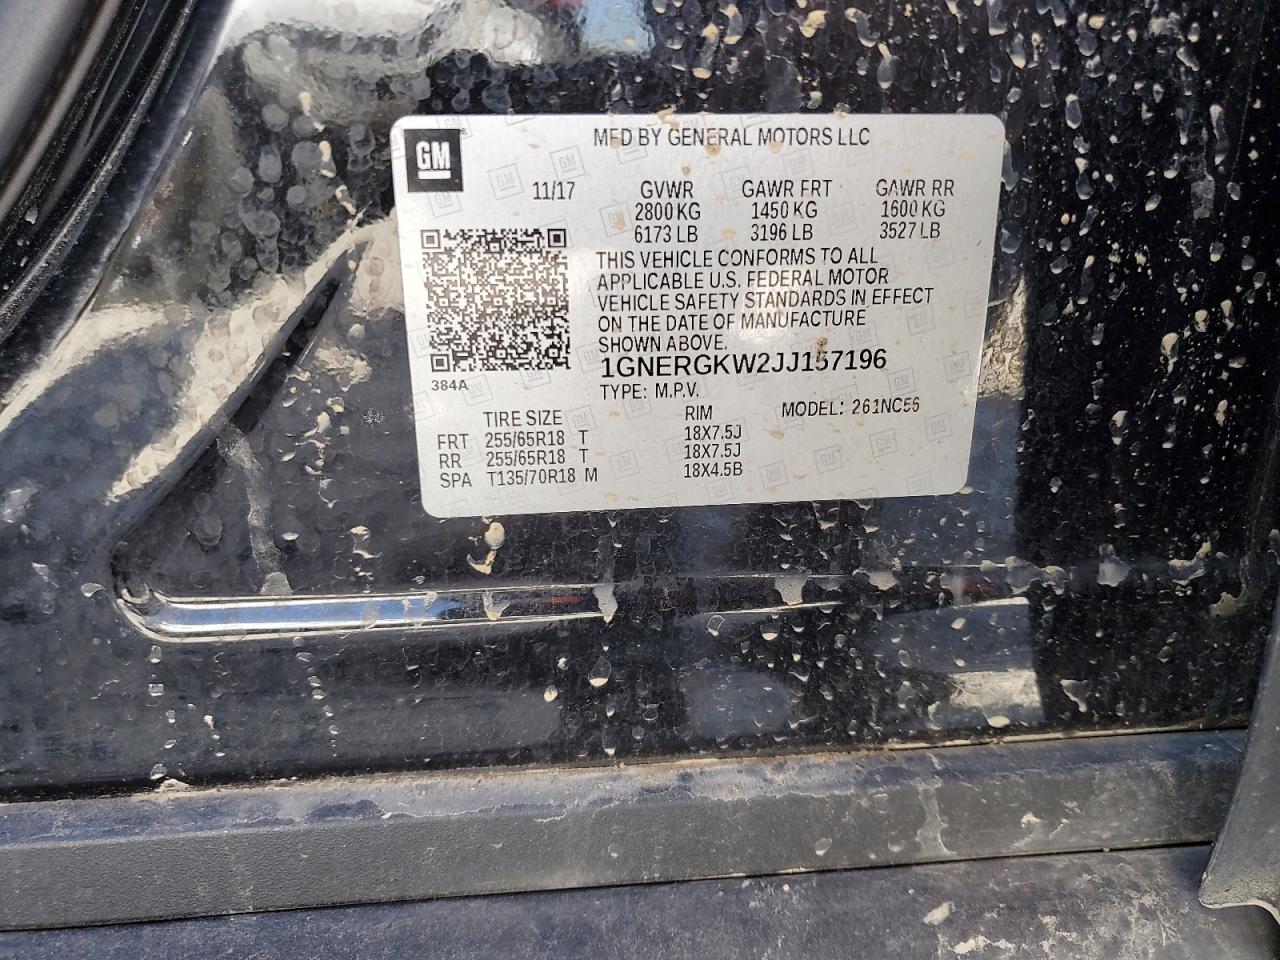 GM
MFD BY GENERAL MOTORS LLC
11/17 GVWR GAWR FRT GAWR RR
2800 KG 1450 KG 1600 KG
6173 LB 3196 LB 3527 LB
THIS VEHICLE CONFORMS TO ALL
APPLICABLE U.S. FEDERAL MOTOR
VEHICLE SAFETY STANDARDS IN EFFECT
ON THE DATE OF MANUFACTURE
SHOWN ABOVE.
1GNERGKW2JJ157196
384A
TYPE: M.P.V.
TIRE SIZE RIM MODEL: 261NC56
FRT 255/65R18 T 18X7.5J
RR 255/65R18 T 18X7.5J
SPA T135/70R18 M 18X4.5B